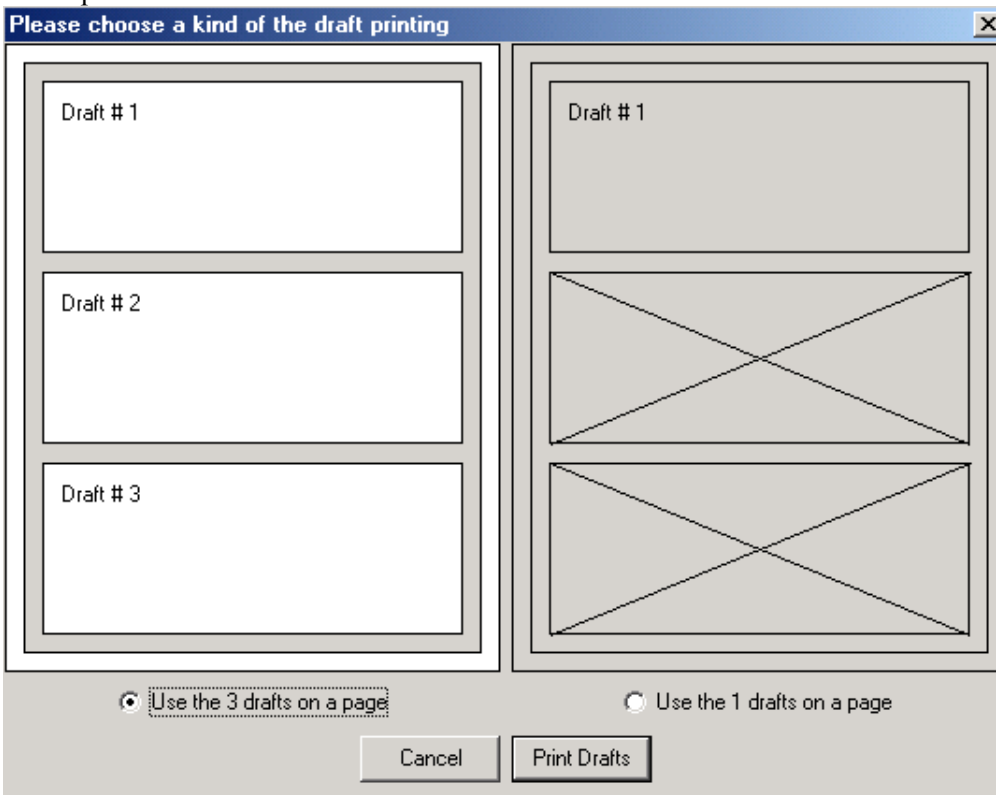 Please choose a kind of the draft printing
Draft # 1
Draft # 2
Draft # 3
Draft # 1
Use the 3 drafts on a page
Use the 1 drafts on a page
Cancel
Print Drafts